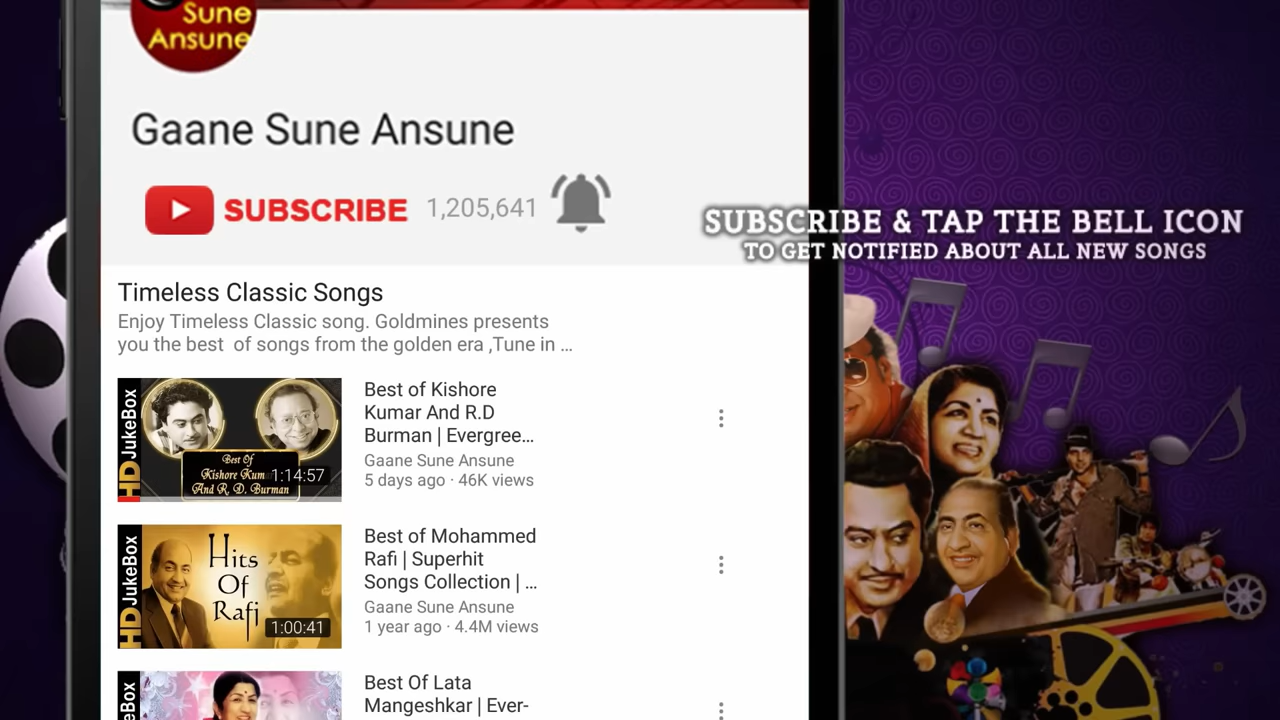 Sune
Ansune
Gaane Sune Ansune
SUBSCRIBE 1,205,641
SUBSCRIBE & TAP THE BELL ICON
TO GET NOTIFIED ABOUT ALL NEW SONGS
Timeless Classic Songs
Enjoy Timeless Classic song. Goldmines presents
you the best of songs from the golden era ,Tune in ...
HD JukeBox
Best Of
Kishore Kum
And R. D. Burman
1:14:57
Best of Kishore
Kumar And R.D
Burman | Evergree...
Gaane Sune Ansune
5 days ago · 46K views
HD JukeBox
Hits
Of
Rafi
1:00:41
Best of Mohammed
Rafi | Superhit
Songs Collection | ...
Gaane Sune Ansune
1 year ago · 4.4M views
eBox
Best Of Lata
Mangeshkar | Ever-